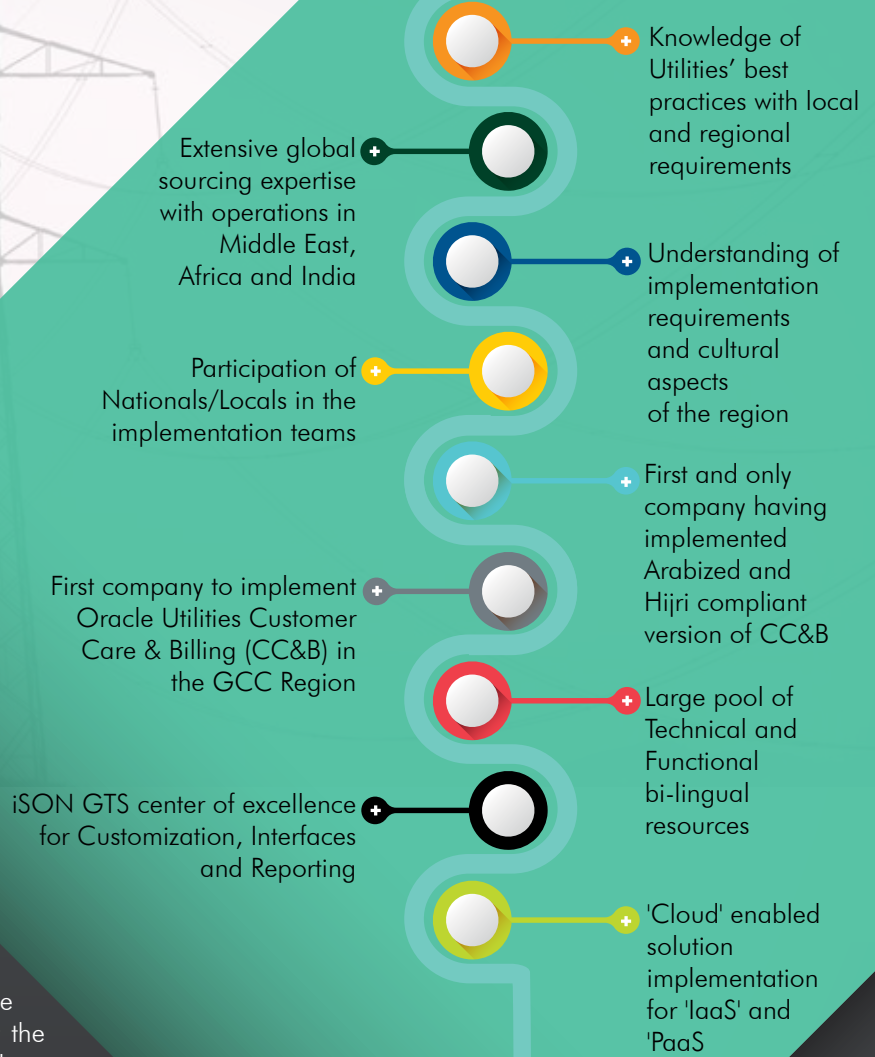 Knowledge of
Utilities’ best
practices with local
and regional
requirements
Extensive global
sourcing expertise
with operations in
Middle East,
Africa and India
Understanding of
implementation
requirements
and cultural
aspects
of the region
Participation of
Nationals/Locals in the
implementation teams
First and only
company having
implemented
Arabized and
Hijri compliant
version of CC&B
First company to implement
Oracle Utilities Customer
Care & Billing (CC&B) in
the GCC Region
Large pool of
Technical and
Functional
bi-lingual
resources
iSON GTS center of excellence
for Customization, Interfaces
and Reporting
'Cloud' enabled
solution
implementation
for 'IaaS' and
'PaaS
the